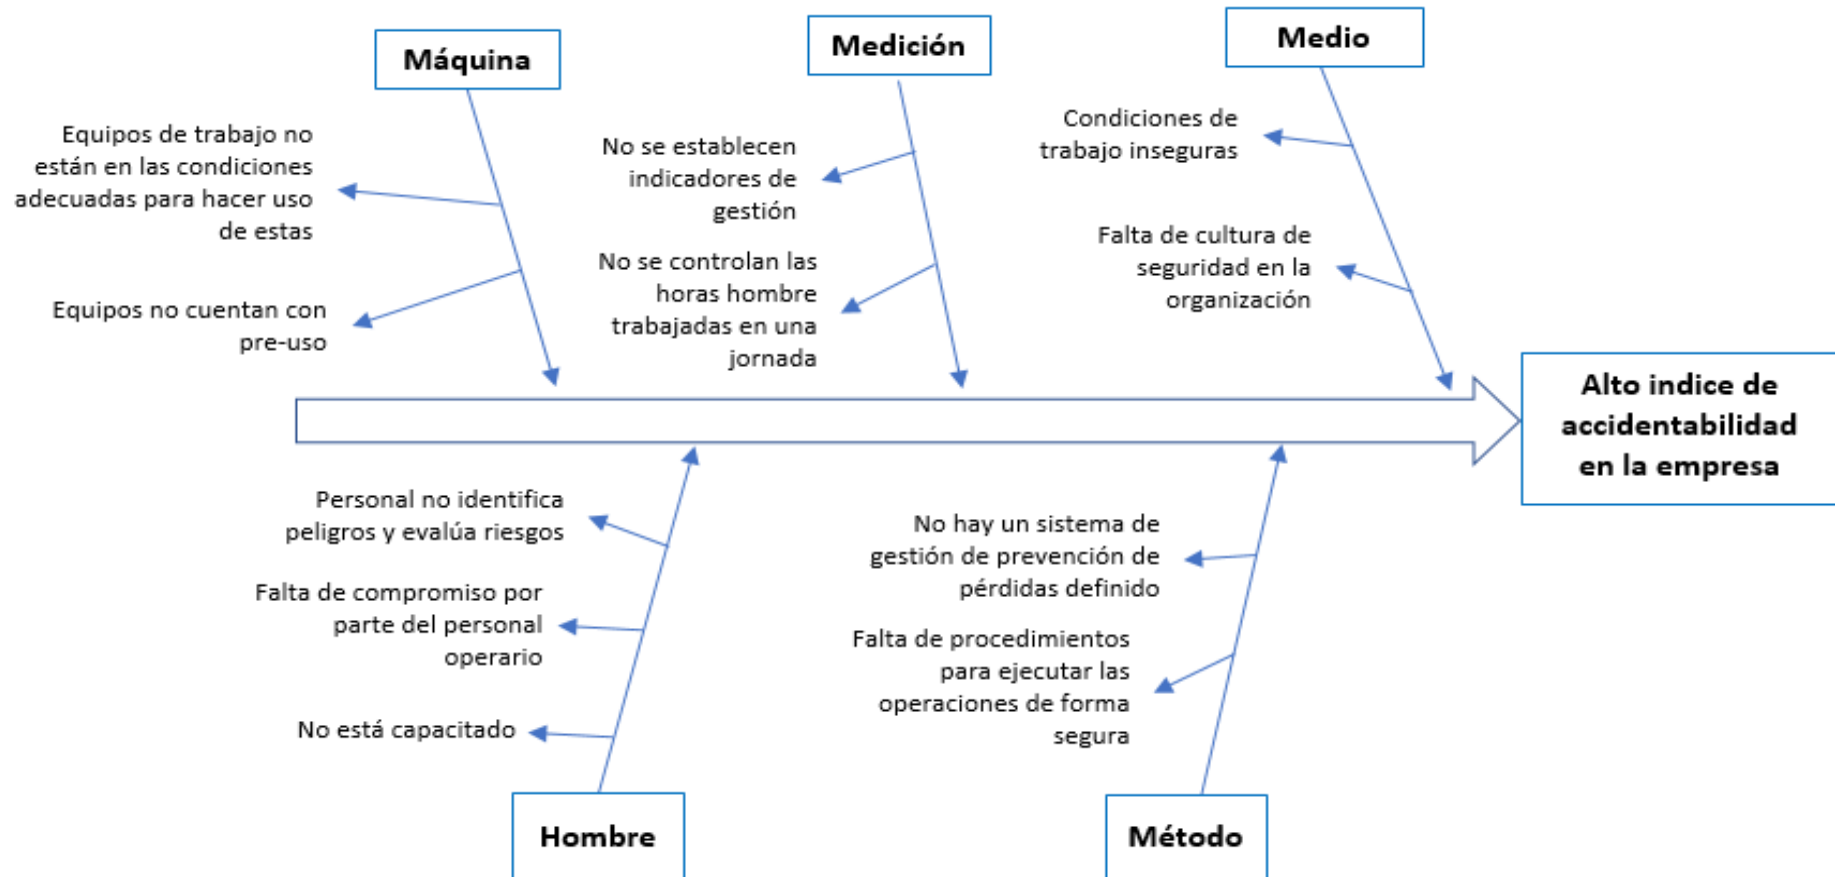 Máquina
Equipos de trabajo no
están en las condiciones
adecuadas para hacer uso
de estas
Equipos no cuentan con
pre-uso
Medición
No se establecen
indicadores de
gestión
No se controlan las
horas hombre
trabajadas en una
jornada
Medio
Condiciones de
trabajo inseguras
Falta de cultura de
seguridad en la
organización
Alto indice de
accidentabilidad
en la empresa
Personal no identifica
peligros y evalúa riesgos
Falta de compromiso por
parte del personal
operario
No está capacitado
Hombre
No hay un sistema de
gestión de prevención de
pérdidas definido
Falta de procedimientos
para ejecutar las
operaciones de forma
segura
Método